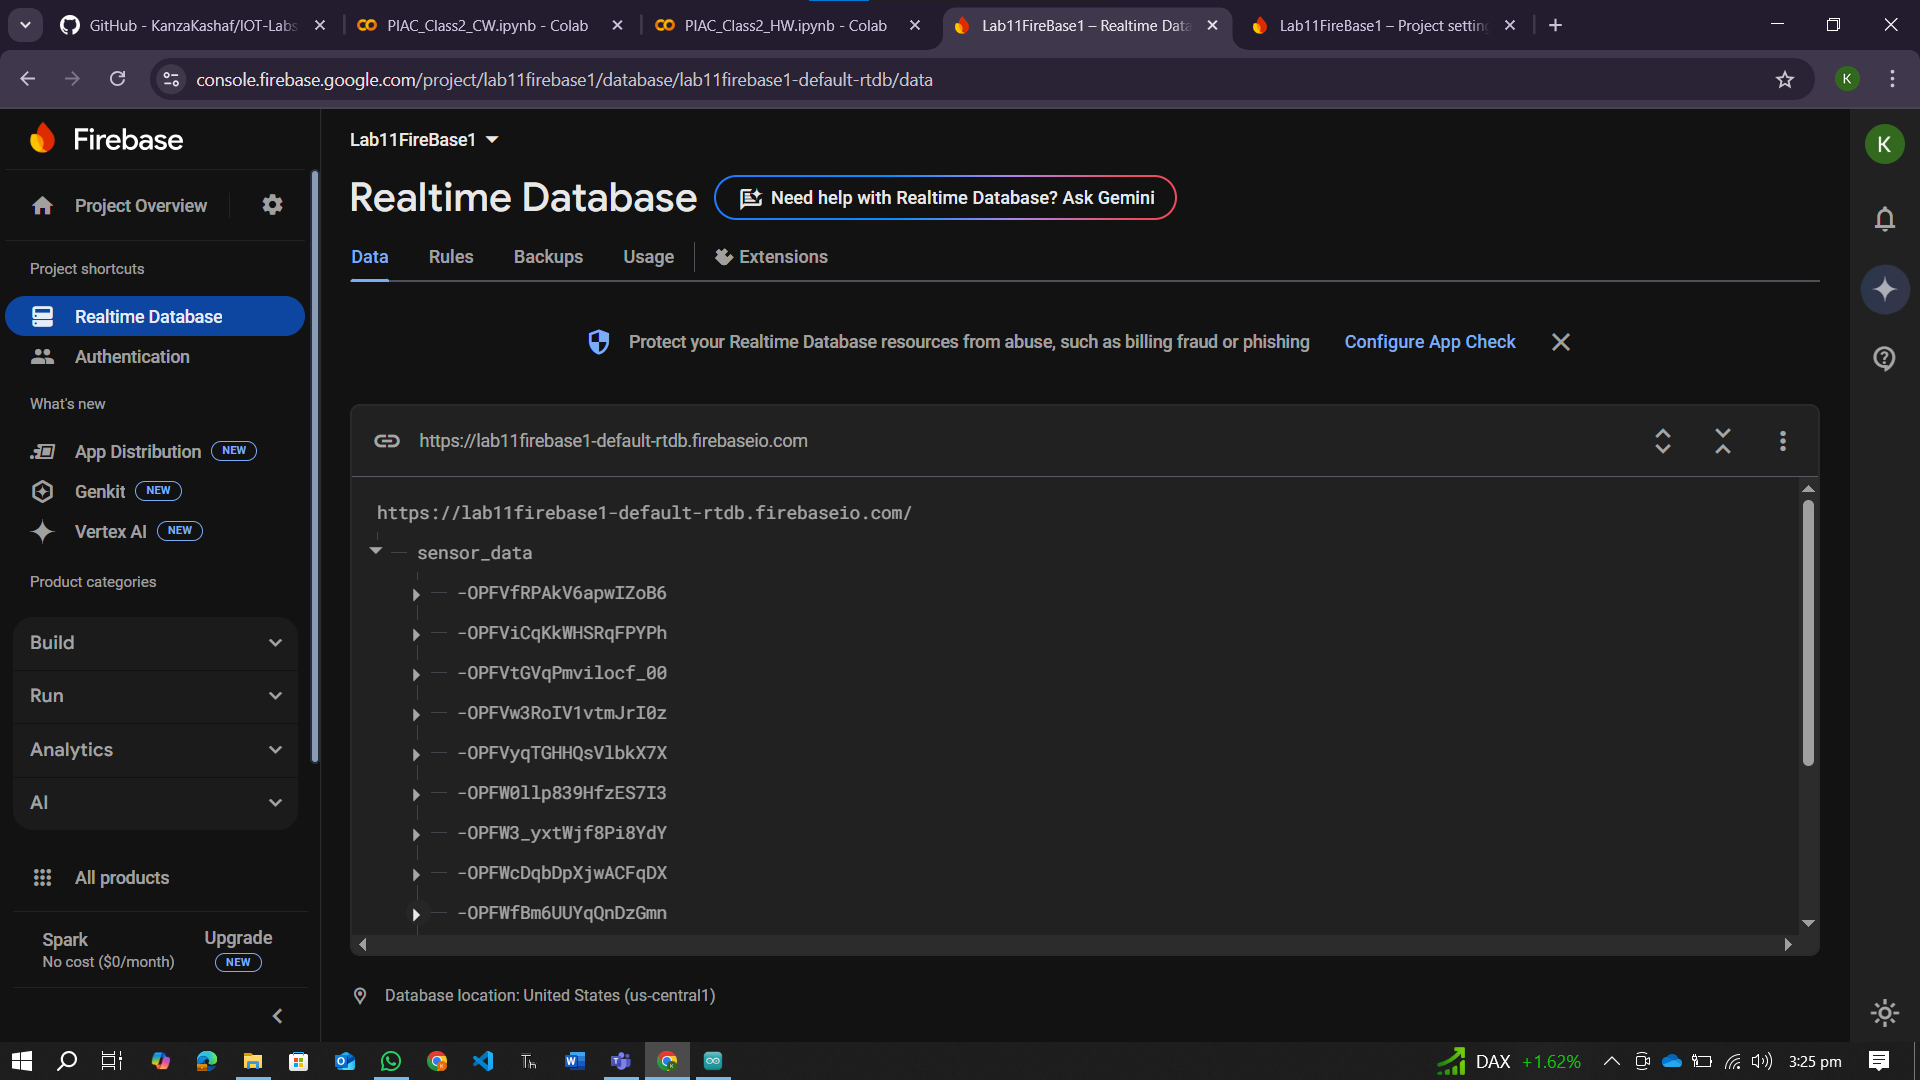 GitHub - KanzaKashaf/IOT-Labs
PIAC_Class2_CW.ipynb - Colab
PIAC_Class2_HW.ipynb - Colab
Lab11FireBase1 – Realtime Data
Lab11FireBase1 – Project setting
console.firebase.google.com/project/lab11firebase1/database/lab11firebase1-default-rtdb/data
K
Firebase
Project Overview
Project shortcuts
Realtime Database
Authentication
What's new
App Distribution NEW
Genkit NEW
Vertex AI NEW
Product categories
Build
Run
Analytics
AI
All products
Spark
No cost ($0/month)
Upgrade
NEW
Lab11FireBase1
K
Realtime Database
Need help with Realtime Database? Ask Gemini
Data
Rules
Backups
Usage
Extensions
Protect your Realtime Database resources from abuse, such as billing fraud or phishing
Configure App Check
https://lab11firebase1-default-rtdb.firebaseio.com
https://lab11firebase1-default-rtdb.firebaseio.com/
sensor_data
-OPFVfRPAkV6apwIZoB6
-OPFViCqKkWHSRqFPYPh
-OPFVtGVqPmvilocf_00
-OPFVw3RoIV1vtmJrI0z
-OPFVyqTGHHQsVlbkX7X
-OPFW0llp839HfzES7I3
-OPFW3_yxtWjf8Pi8YdY
-OPFWcDqbDpXjwACFqDX
-OPFWfBm6UUYqQnDzGmn
Database location: United States (us-central1)
DAX +1.62%
3:25 pm